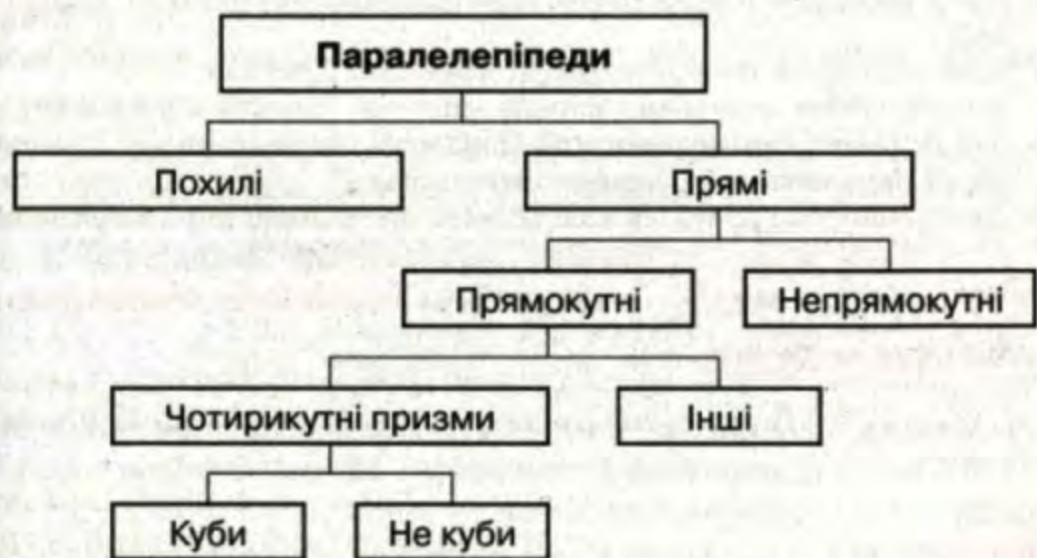 Паралелепіпеди
Похилі
Прямі
Прямокутні
Непрямокутні
Чотирикутні призми
Інші
Куби
Не куби